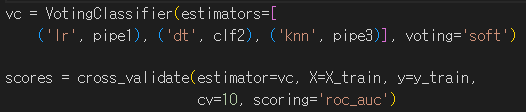 vc = VotingClassifier(estimators=[
    ('lr', pipe1), ('dt', clf2), ('knn', pipe3)], voting='soft')
scores = cross_validate(estimator=vc, X=X_train, y=y_train,
                        cv=10, scoring='roc_auc')